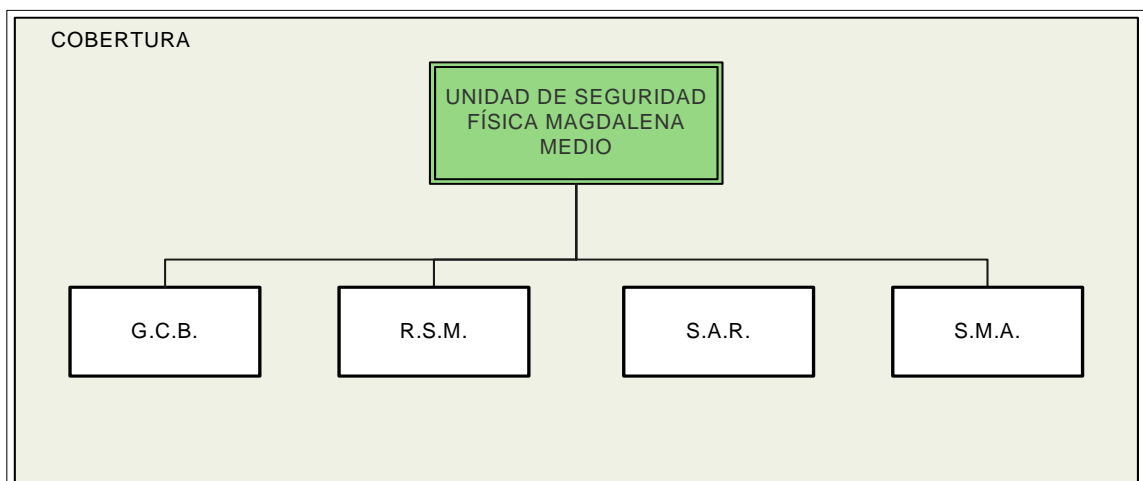 COBERTURA
UNIDAD DE SEGURIDAD
FÍSICA MAGDALENA
MEDIO
G.C.B.
R.S.M.
S.A.R.
S.M.A.